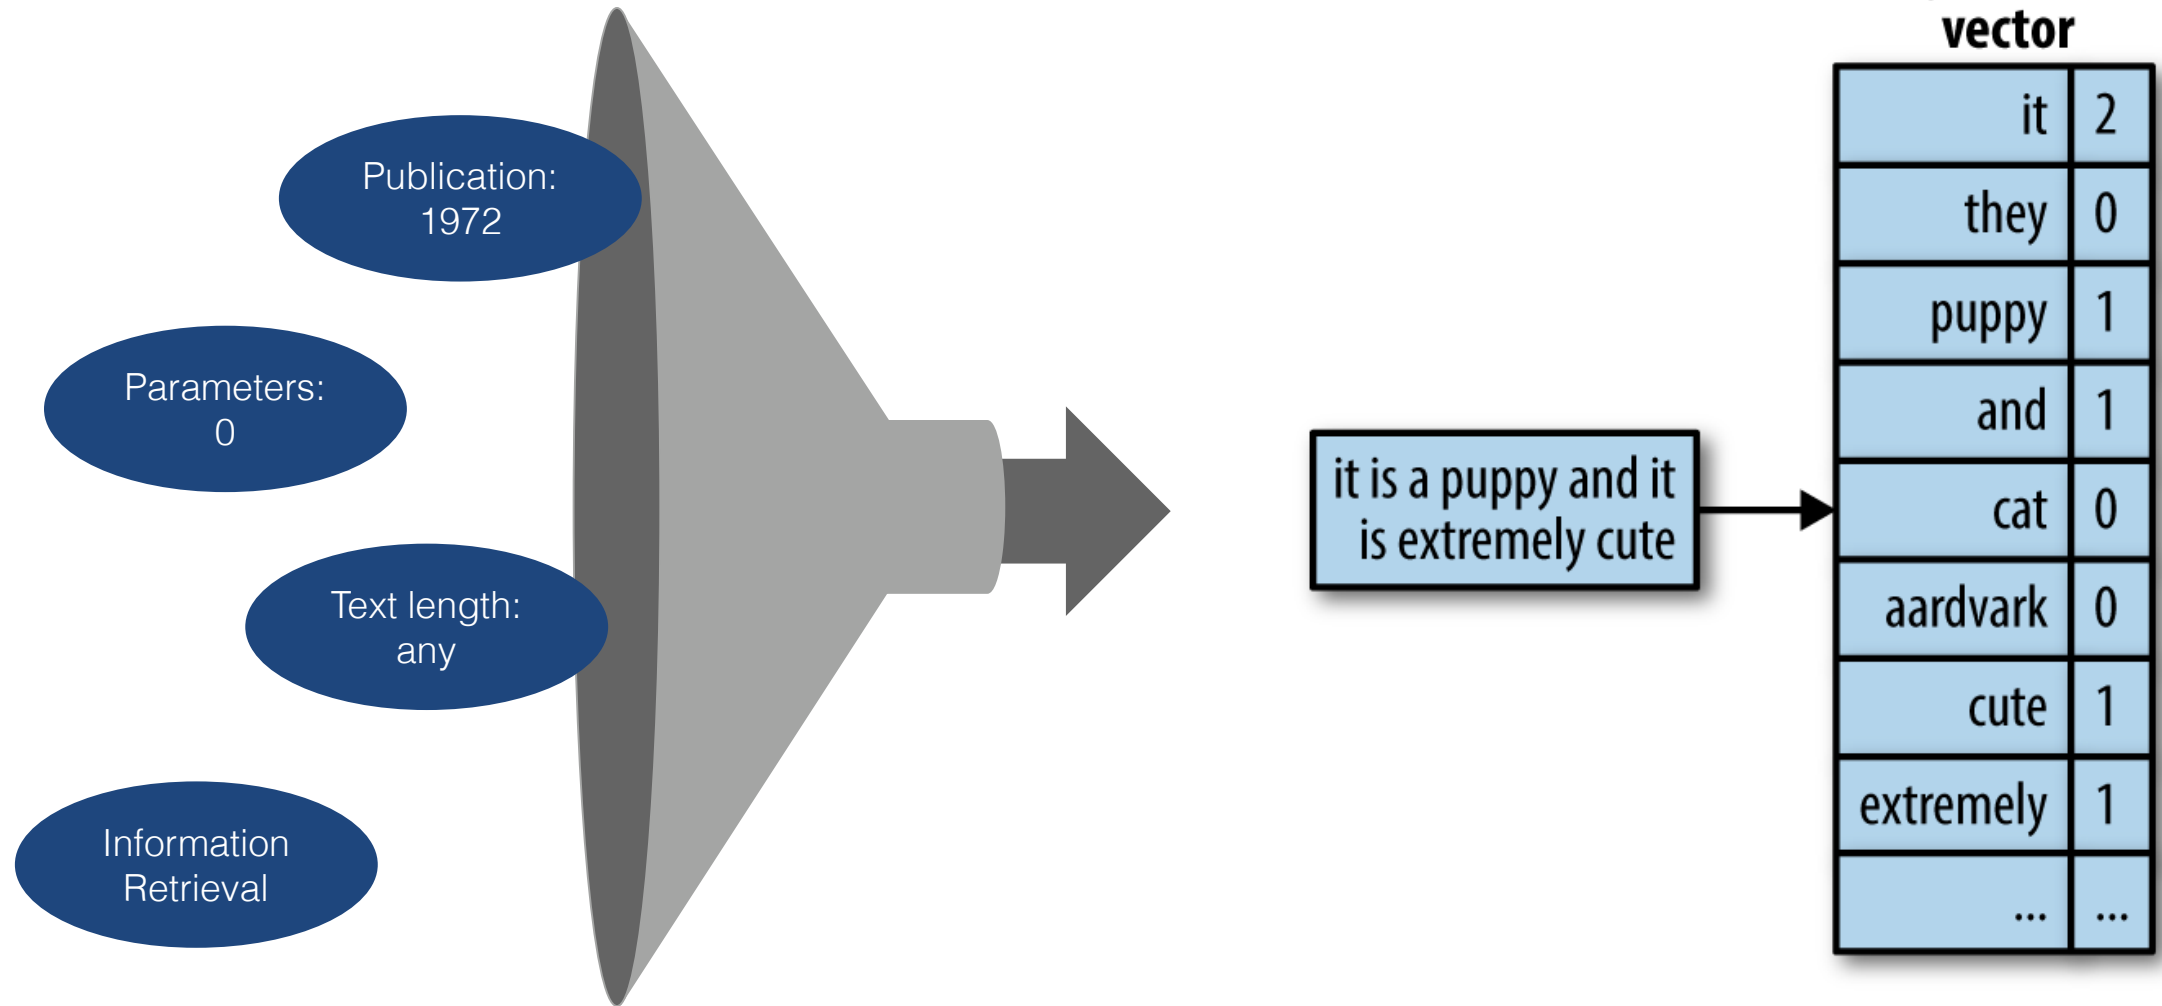 Publication:
1972
Parameters:
0
Text length:
any
Information
Retrieval
it is a puppy and it
is extremely cute
vector
it 2
they 0
puppy 1
and 1
cat 0
aardvark 0
cute 1
extremely 1
... ...